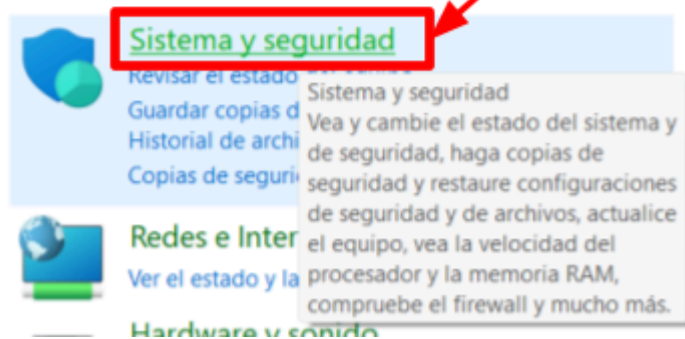 Sistema y seguridad
Revisar el estado
Guardar copias d
Historial de archi
Copias de seguri
Sistema y seguridad
Vea y cambie el estado del sistema y
de seguridad, haga copias de
seguridad y restaure configuraciones
de seguridad y de archivos, actualice
el equipo, vea la velocidad del
procesador y la memoria RAM,
compruebe el firewall y mucho más.
Redes e Inter
Ver el estado y la
Hardware y sonido